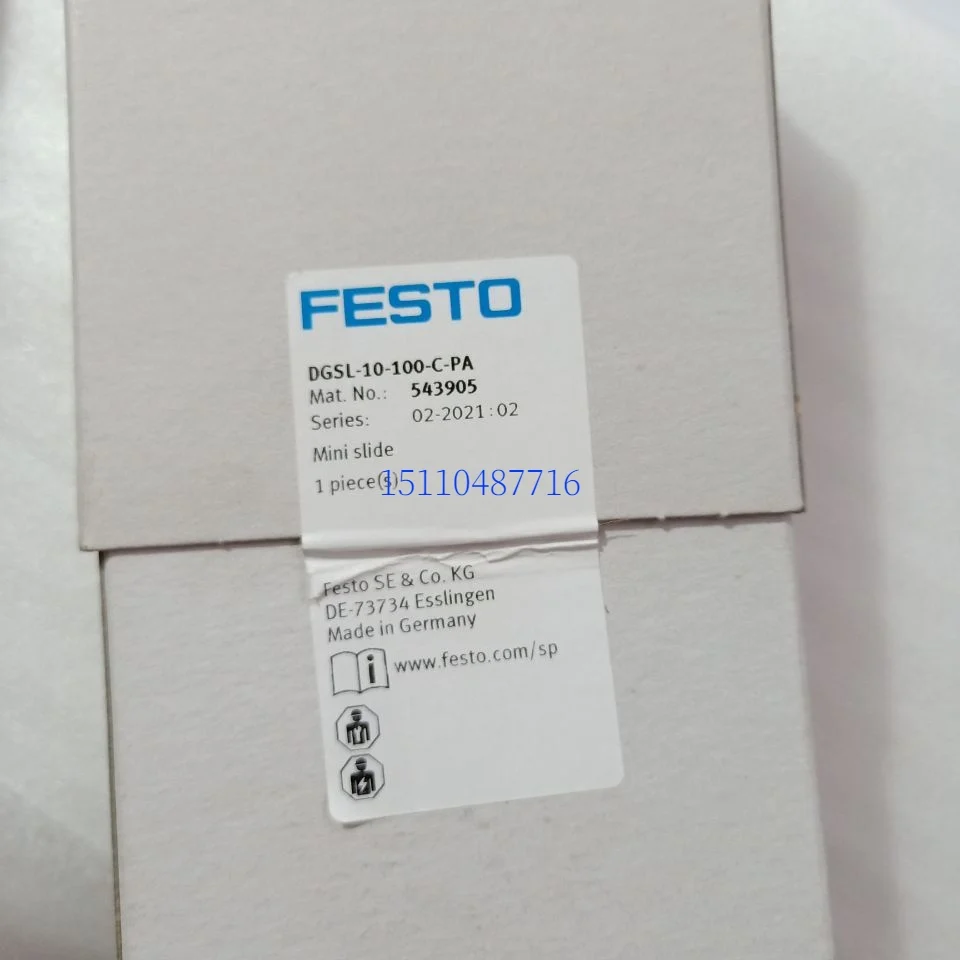 FESTO
DGSL-10-100-C-PA
Mat. No.: 543905
Series: 02-2021:02
Mini slide
1 piece(s)
15110487716
Festo SE & Co. KG
DE-73734 Esslingen
Made in Germany
i www.festo.com/sp